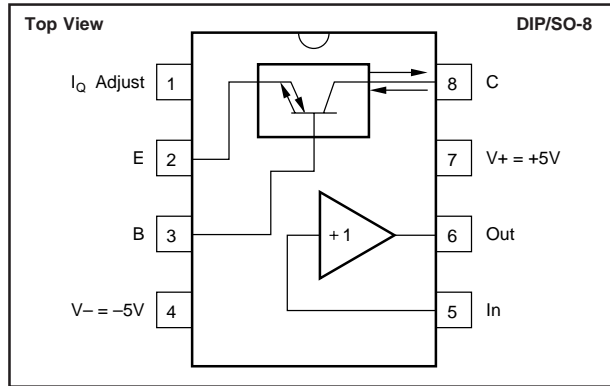 Top View DIP/SO-8
I_Q Adjust 1 8 C
E 2 7 V+ = +5V
B 3 +1 6 Out
V– = –5V 4 5 In